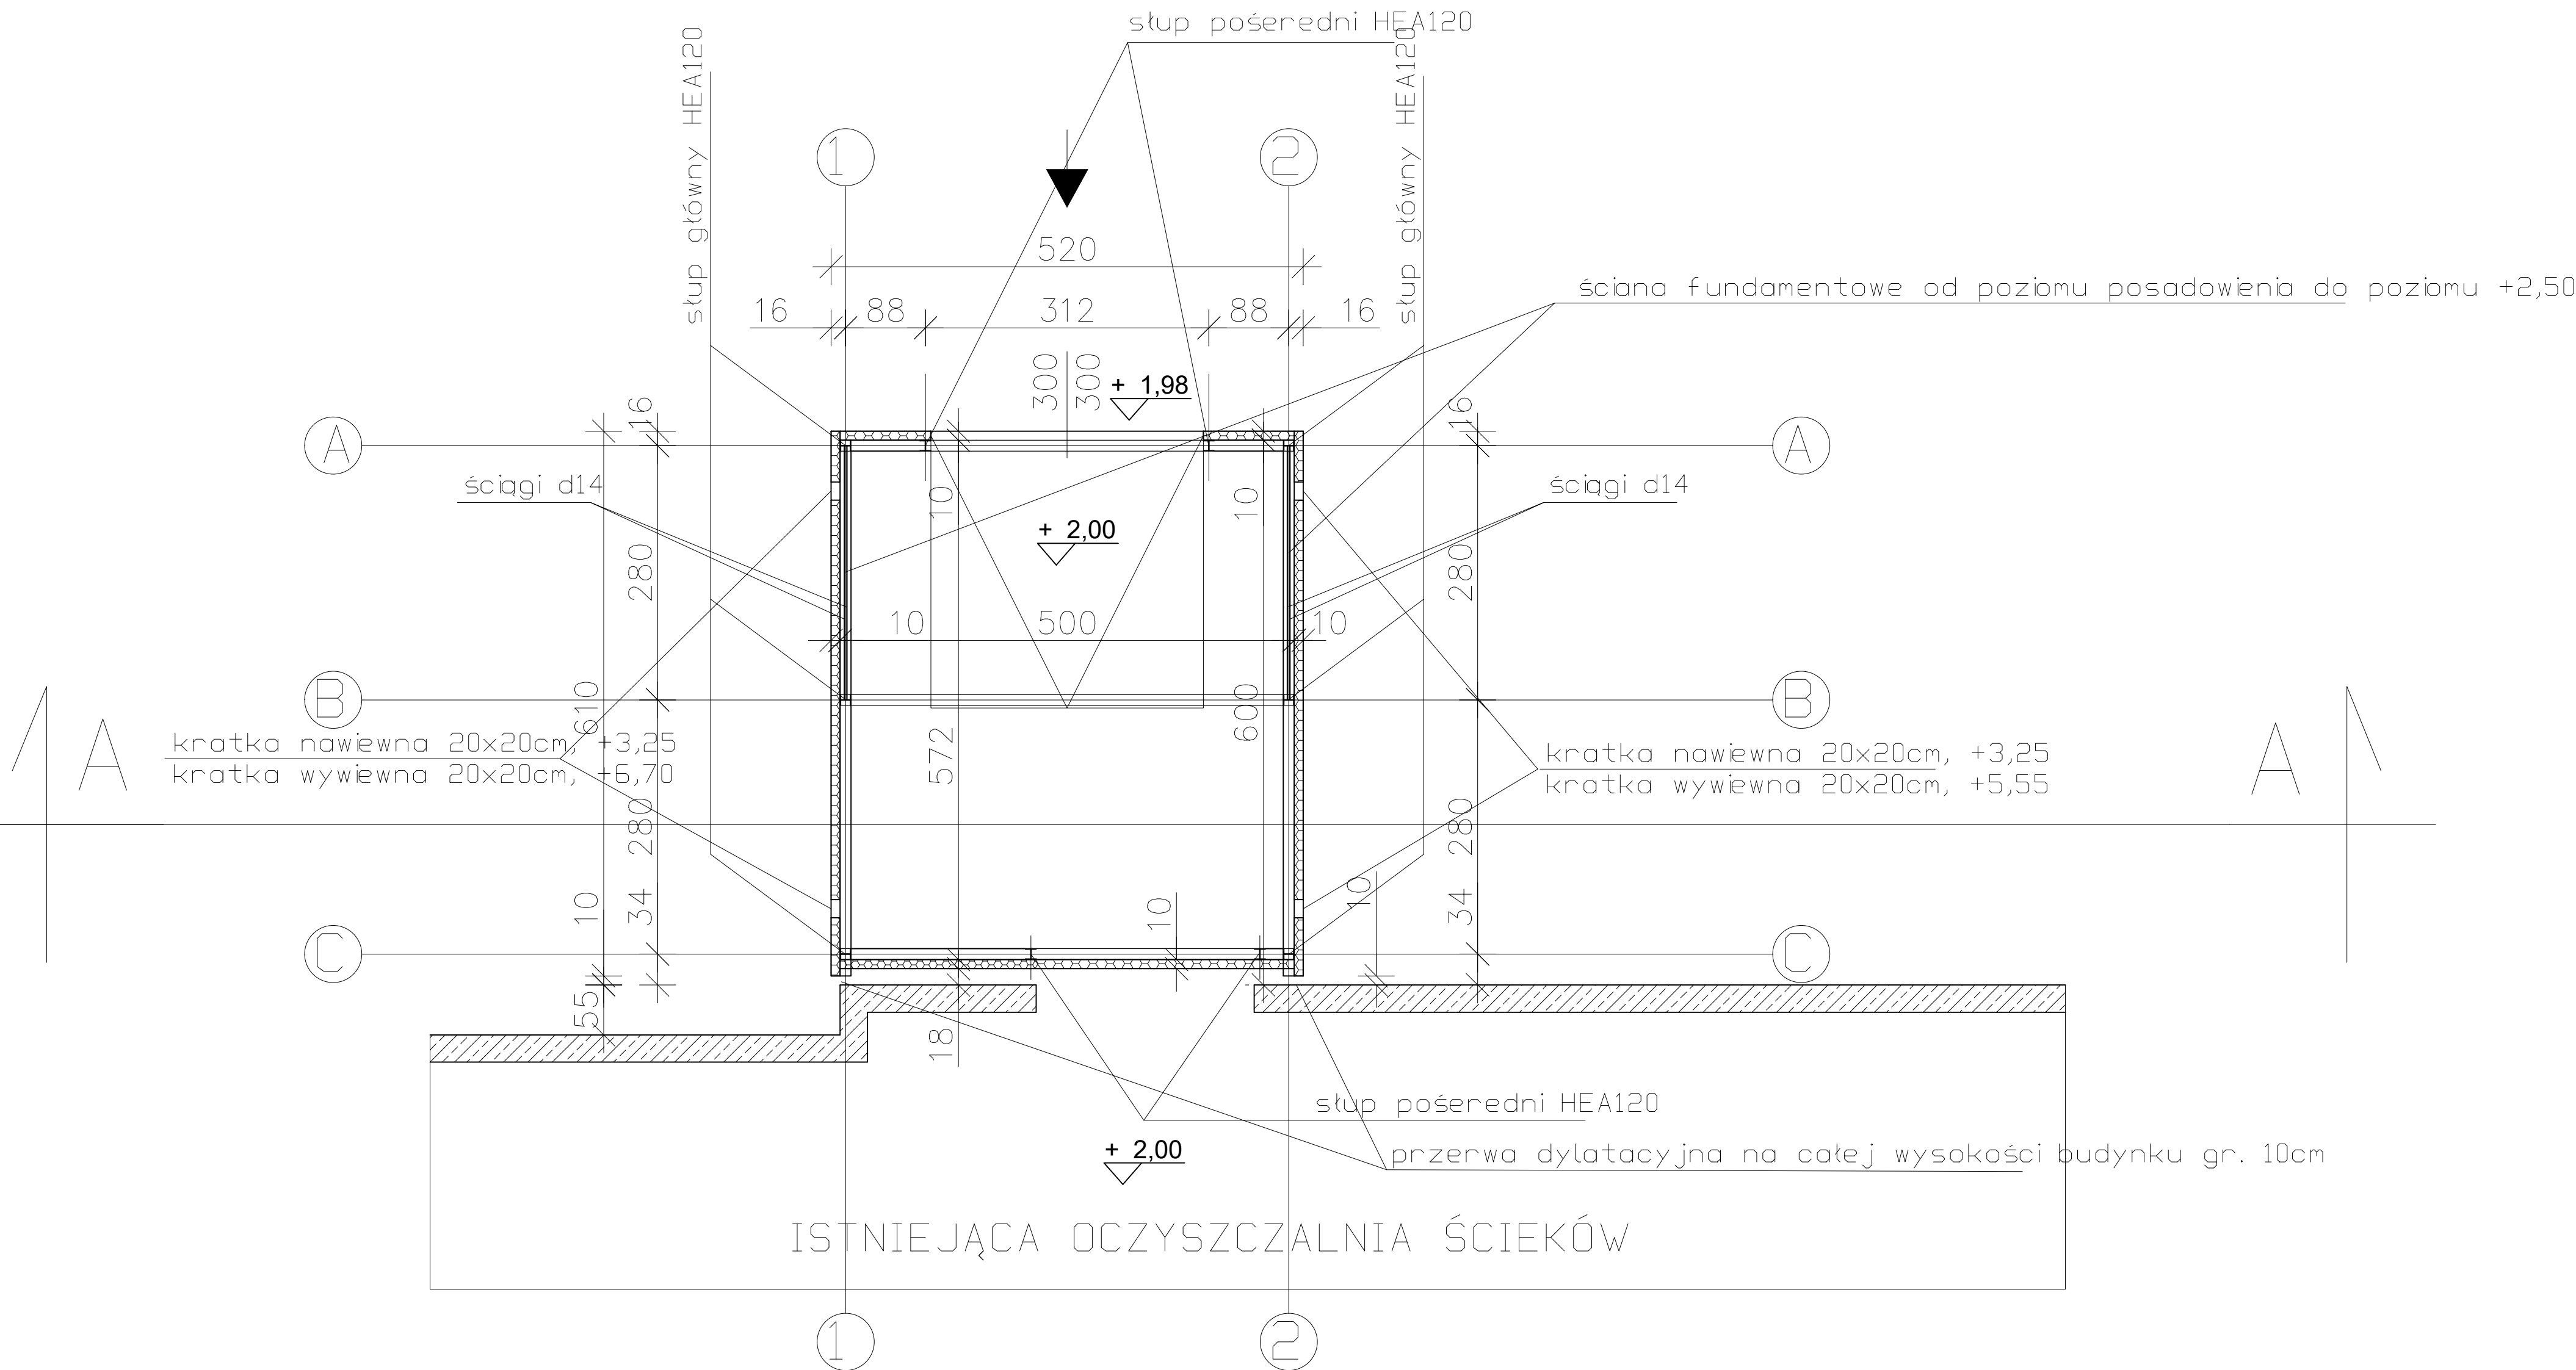 słup pośeredni HEA120
słup główny HEA120
słup główny HEA120
1
2
520
16
88
312
88
16
ściana fundamentowe od poziomu posadowienia do poziomu +2,50
300
300
+ 1,98
16
16
A
A
ściągi d14
ściągi d14
10
10
+ 2,00
280
280
10
500
10
B
B
610
600
572
A
kratka nawiewna 20x20cm, +3,25
kratka wywiewna 20x20cm, +6,70
kratka nawiewna 20x20cm, +3,25
kratka wywiewna 20x20cm, +5,55
A
280
280
10
34
10
10
34
C
C
55
18
słup pośeredni HEA120
+ 2,00
przerwa dylatacyjna na całej wysokości budynku gr. 10cm
ISTNIEJĄCA OCZYSZCZALNIA ŚCIEKÓW
1
2